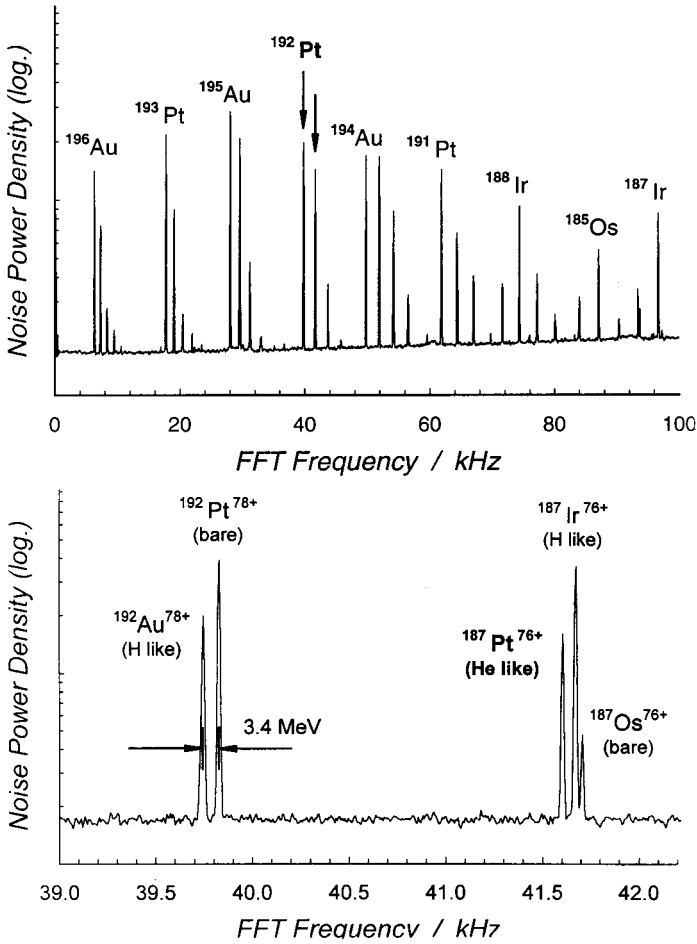 Noise Power Density (log.)
¹⁹⁶Au
¹⁹³Pt
¹⁹⁵Au
¹⁹²Pt
¹⁹⁴Au
¹⁹¹Pt
¹⁸⁸Ir
¹⁸⁵Os
¹⁸⁷Ir
0 20 40 60 80 100
FFT Frequency / kHz
Noise Power Density (log.)
¹⁹²Pt⁷⁸⁺
(bare)
¹⁹²Au⁷⁸⁺
(H like)
3.4 MeV
¹⁸⁷Ir⁷⁶⁺
(H like)
¹⁸⁷Pt⁷⁶⁺
(He like)
¹⁸⁷Os⁷⁶⁺
(bare)
39.0 39.5 40.0 40.5 41.0 41.5 42.0
FFT Frequency / kHz